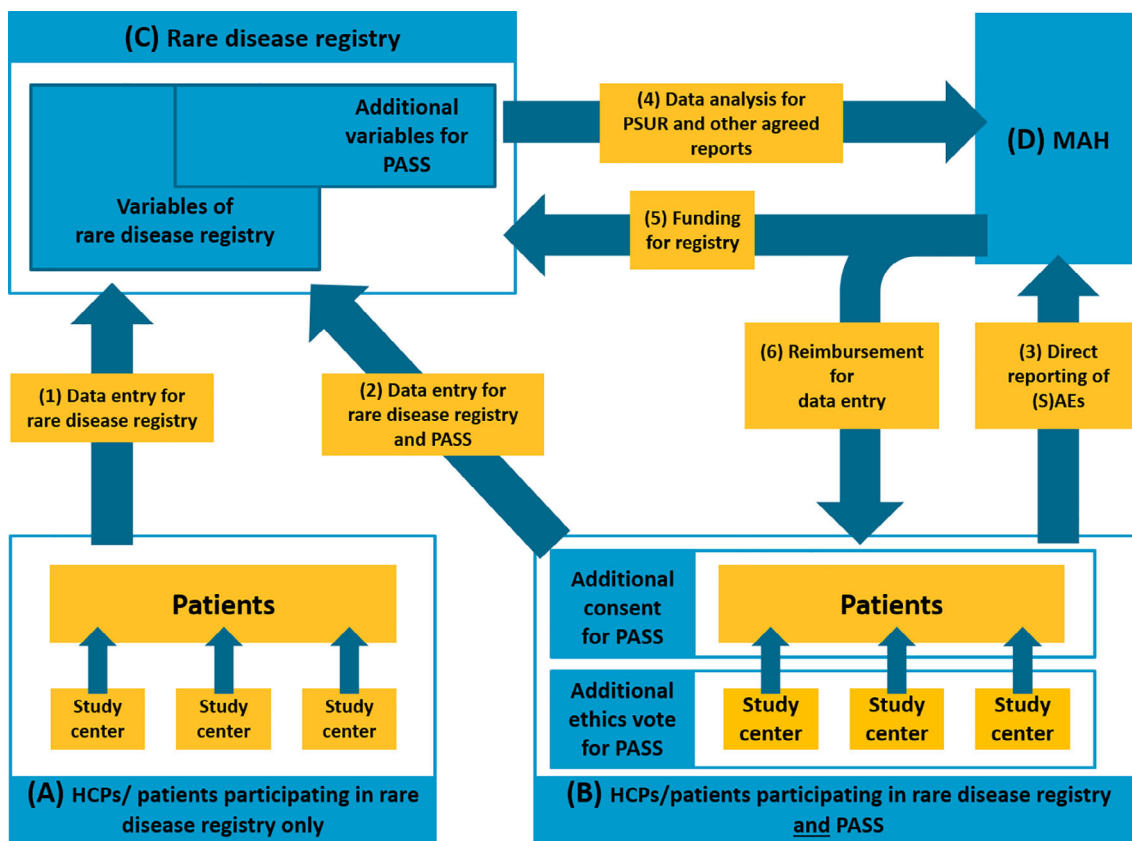 (C) Rare disease registry
Additional
variables for
PASS
Variables of
rare disease registry
(4) Data analysis for
PSUR and other agreed
reports
(D) MAH
(5) Funding
for registry
(1) Data entry for
rare disease registry
(2) Data entry for
rare disease registry
and PASS
(6) Reimbursement
for
data entry
(3) Direct
reporting of
(S)AEs
Patients
Study
center
Study
center
Study
center
(A) HCPs/ patients participating in rare
disease registry only
Additional
consent
for PASS
Patients
Additional
ethics vote
for PASS
Study
center
Study
center
Study
center
(B) HCPs/patients participating in rare disease registry
and PASS